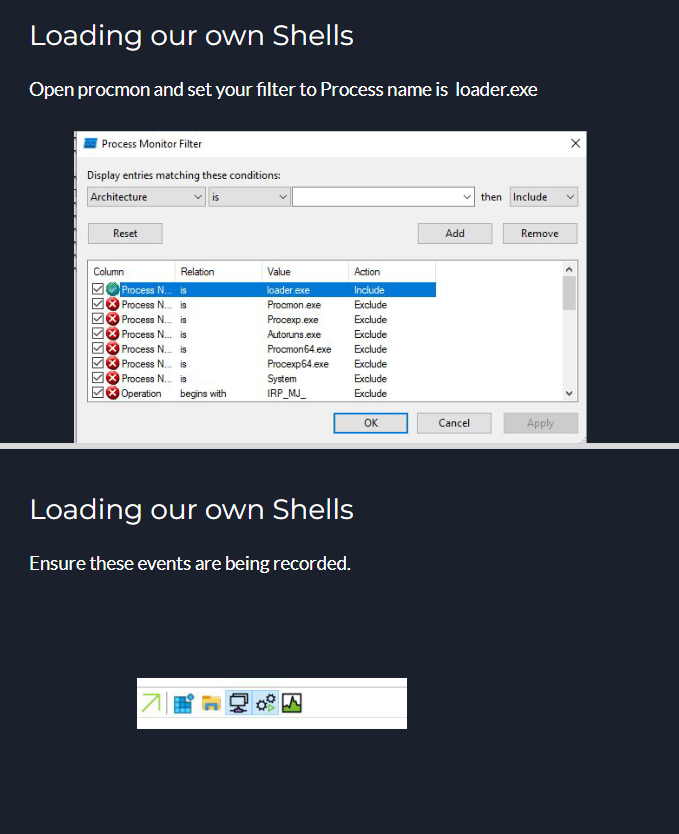 Loading our own Shells
Open procmon and set your filter to Process name is loader.exe
Process Monitor Filter
Display entries matching these conditions:
Architecture is then Include
Reset Add Remove
Column Relation Value Action
Process N... is loader.exe Include
Process N... is Procmon.exe Exclude
Process N... is Procexp.exe Exclude
Process N... is Autoruns.exe Exclude
Process N... is Procmon64.exe Exclude
Process N... is Procexp64.exe Exclude
Process N... is System Exclude
Operation begins with IRP_MJ_ Exclude
OK Cancel Apply
Loading our own Shells
Ensure these events are being recorded.